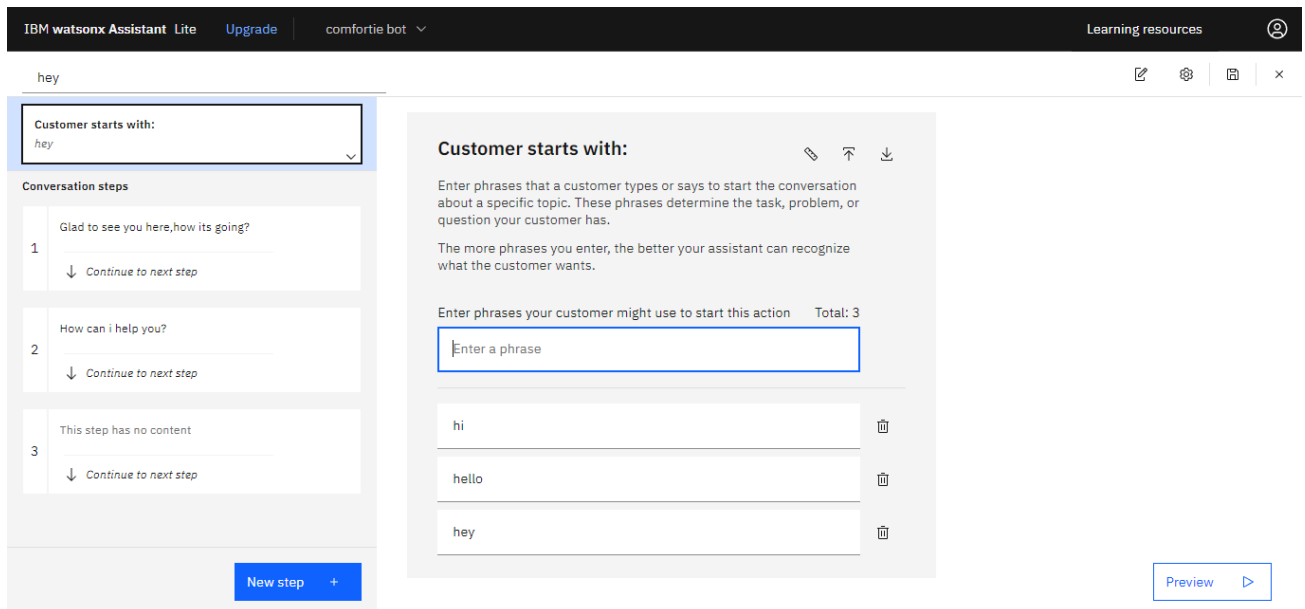 IBM watsonx Assistant Lite Upgrade comfortie bot Learning resources
hey
Customer starts with:
hey
Conversation steps
1
Glad to see you here,how its going?
Continue to next step
2
How can i help you?
Continue to next step
3
This step has no content
Continue to next step
New step +
Customer starts with:
Enter phrases that a customer types or says to start the conversation
about a specific topic. These phrases determine the task, problem, or
question your customer has.
The more phrases you enter, the better your assistant can recognize
what the customer wants.
Enter phrases your customer might use to start this action Total: 3
Enter a phrase
hi
hello
hey
Preview